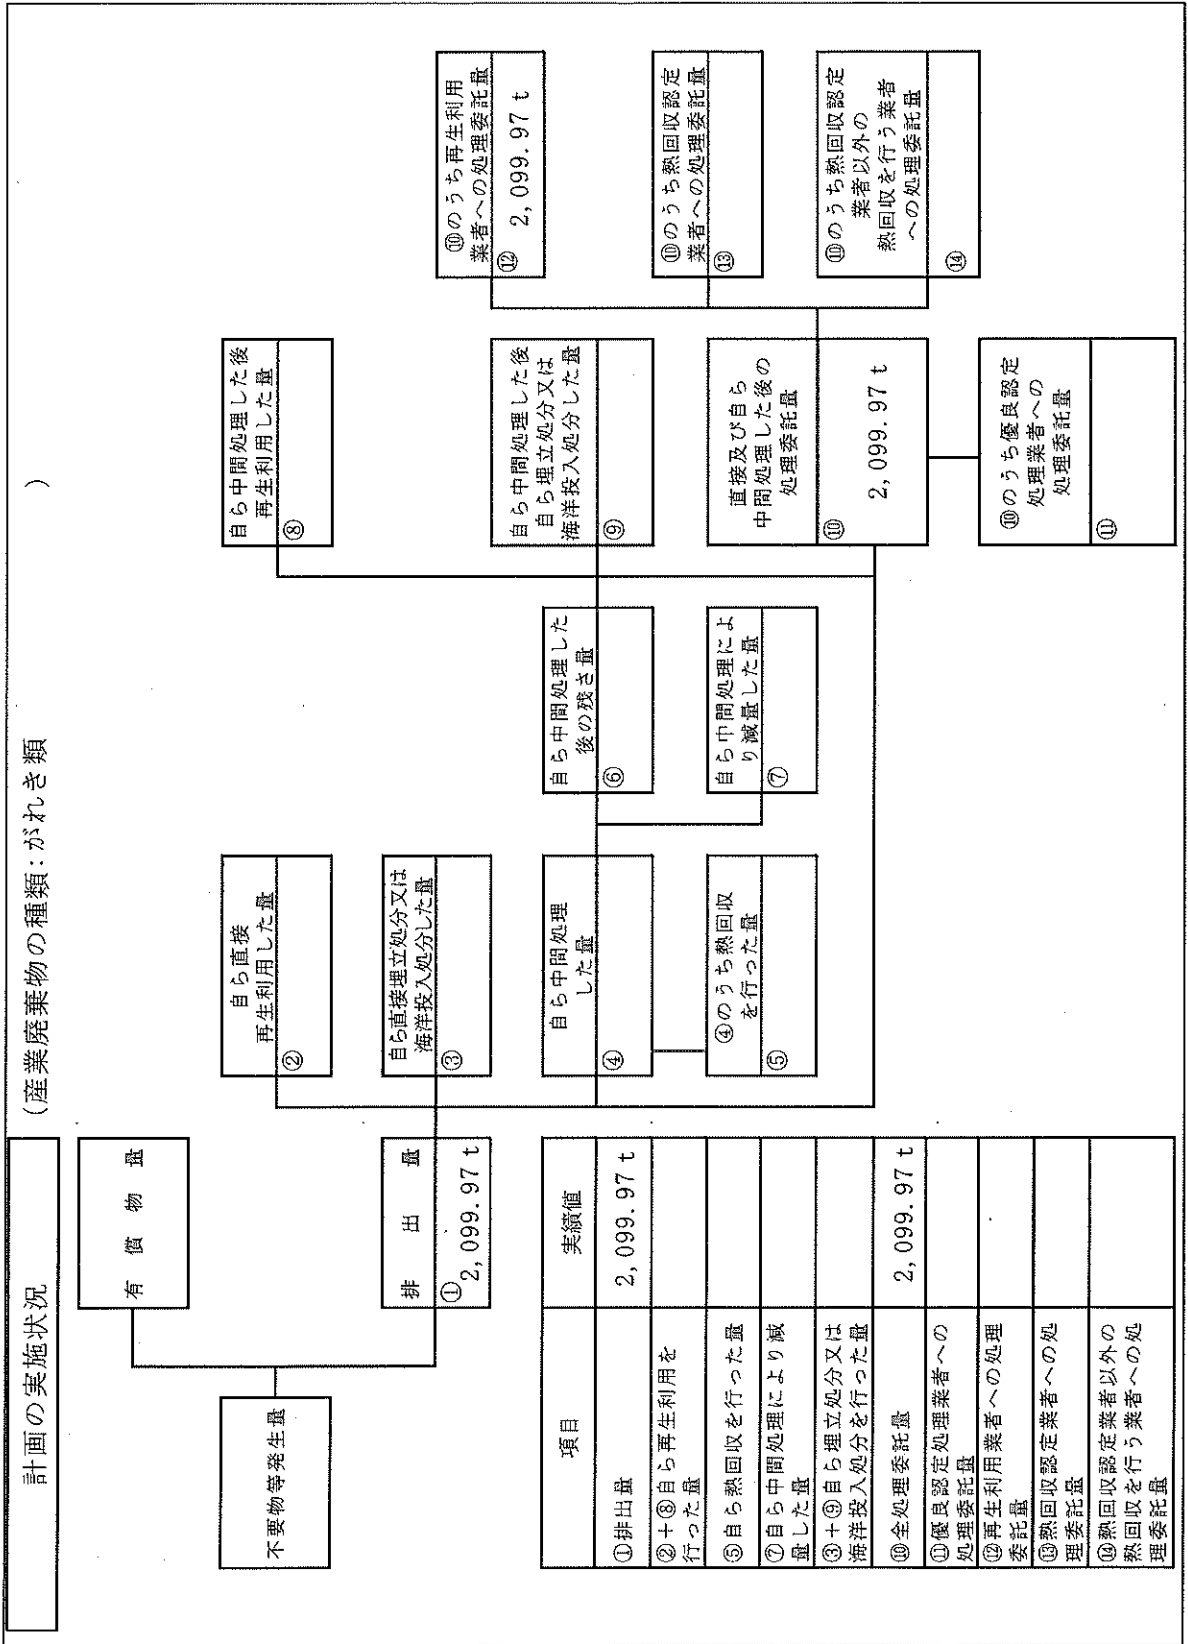 計画の実施状況
（産業廃棄物の種類：がれき類　　　　　　　　）
不要物等発生量
有償物量
排出量
①
2,099.97 t
自ら直接
再生利用した量
②
自ら直接埋立処分又は
海洋投入処分した量
③
自ら中間処理
した量
④
④のうち熱回収
を行った量
⑤
自ら中間処理した
後の残さ量
⑥
自ら中間処理によ
り減量した量
⑦
自ら中間処理した後
再生利用した量
⑧
自ら中間処理した後
自ら埋立処分又は
海洋投入処分した量
⑨
直接及び自ら
中間処理した後の
処理委託量
⑩
2,099.97 t
⑩のうち優良認定
処理業者への
処理委託量
⑪
⑩のうち再生利用
業者への処理委託量
⑫
2,099.97 t
⑩のうち熱回収認定
業者への処理委託量
⑬
⑩のうち熱回収認定
業者以外の
熱回収を行う業者
への処理委託量
⑭
項目
実績値
①排出量
2,099.97 t
②＋⑧自ら再生利用を
行った量
⑤自ら熱回収を行った量
⑦自ら中間処理により減
量した量
③＋⑨自ら埋立処分又は
海洋投入処分を行った量
⑩全処理委託量
2,099.97 t
⑪優良認定処理業者への
処理委託量
⑫再生利用業者への処理
委託量
⑬熱回収認定業者への処
理委託量
⑭熱回収認定業者以外の
熱回収を行う業者への処
理委託量